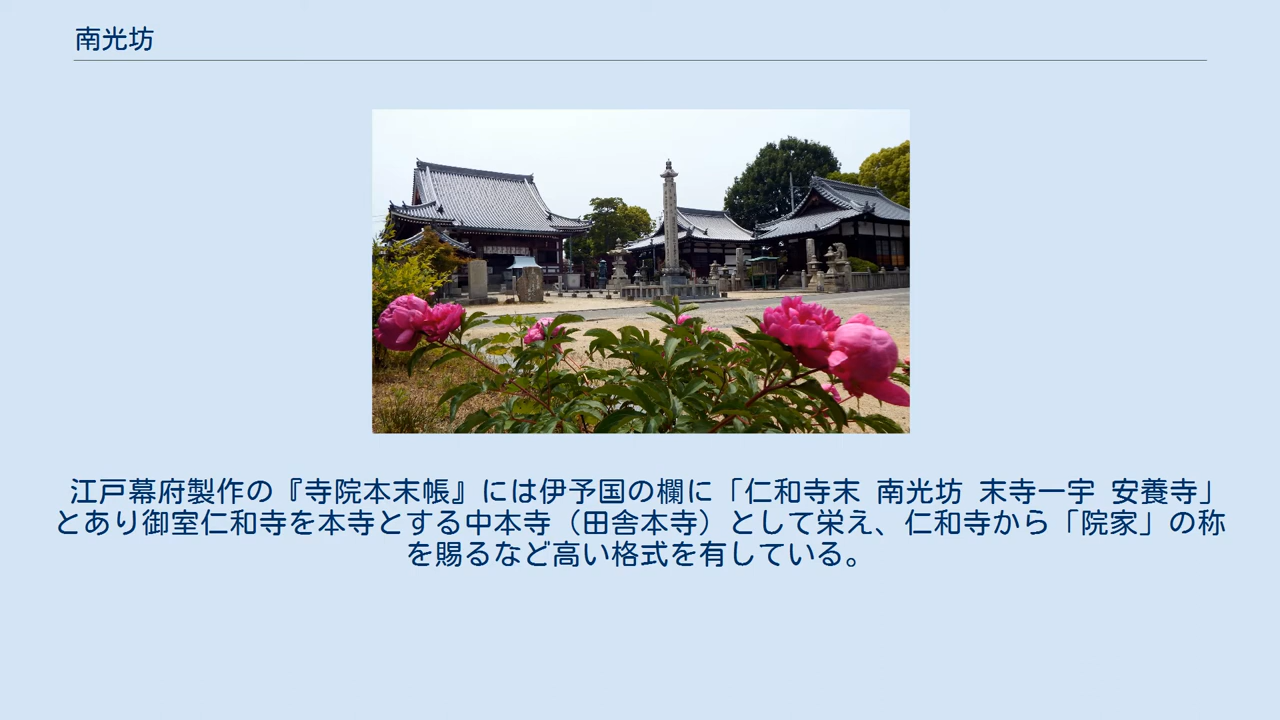 南光坊
江戸幕府製作の『寺院本末帳』には伊予国の欄に「仁和寺末 南光坊 末寺一宇 安養寺」
とあり御室仁和寺を本寺とする中本寺（田舎本寺）として栄え、仁和寺から「院家」の称
を賜るなど高い格式を有している。